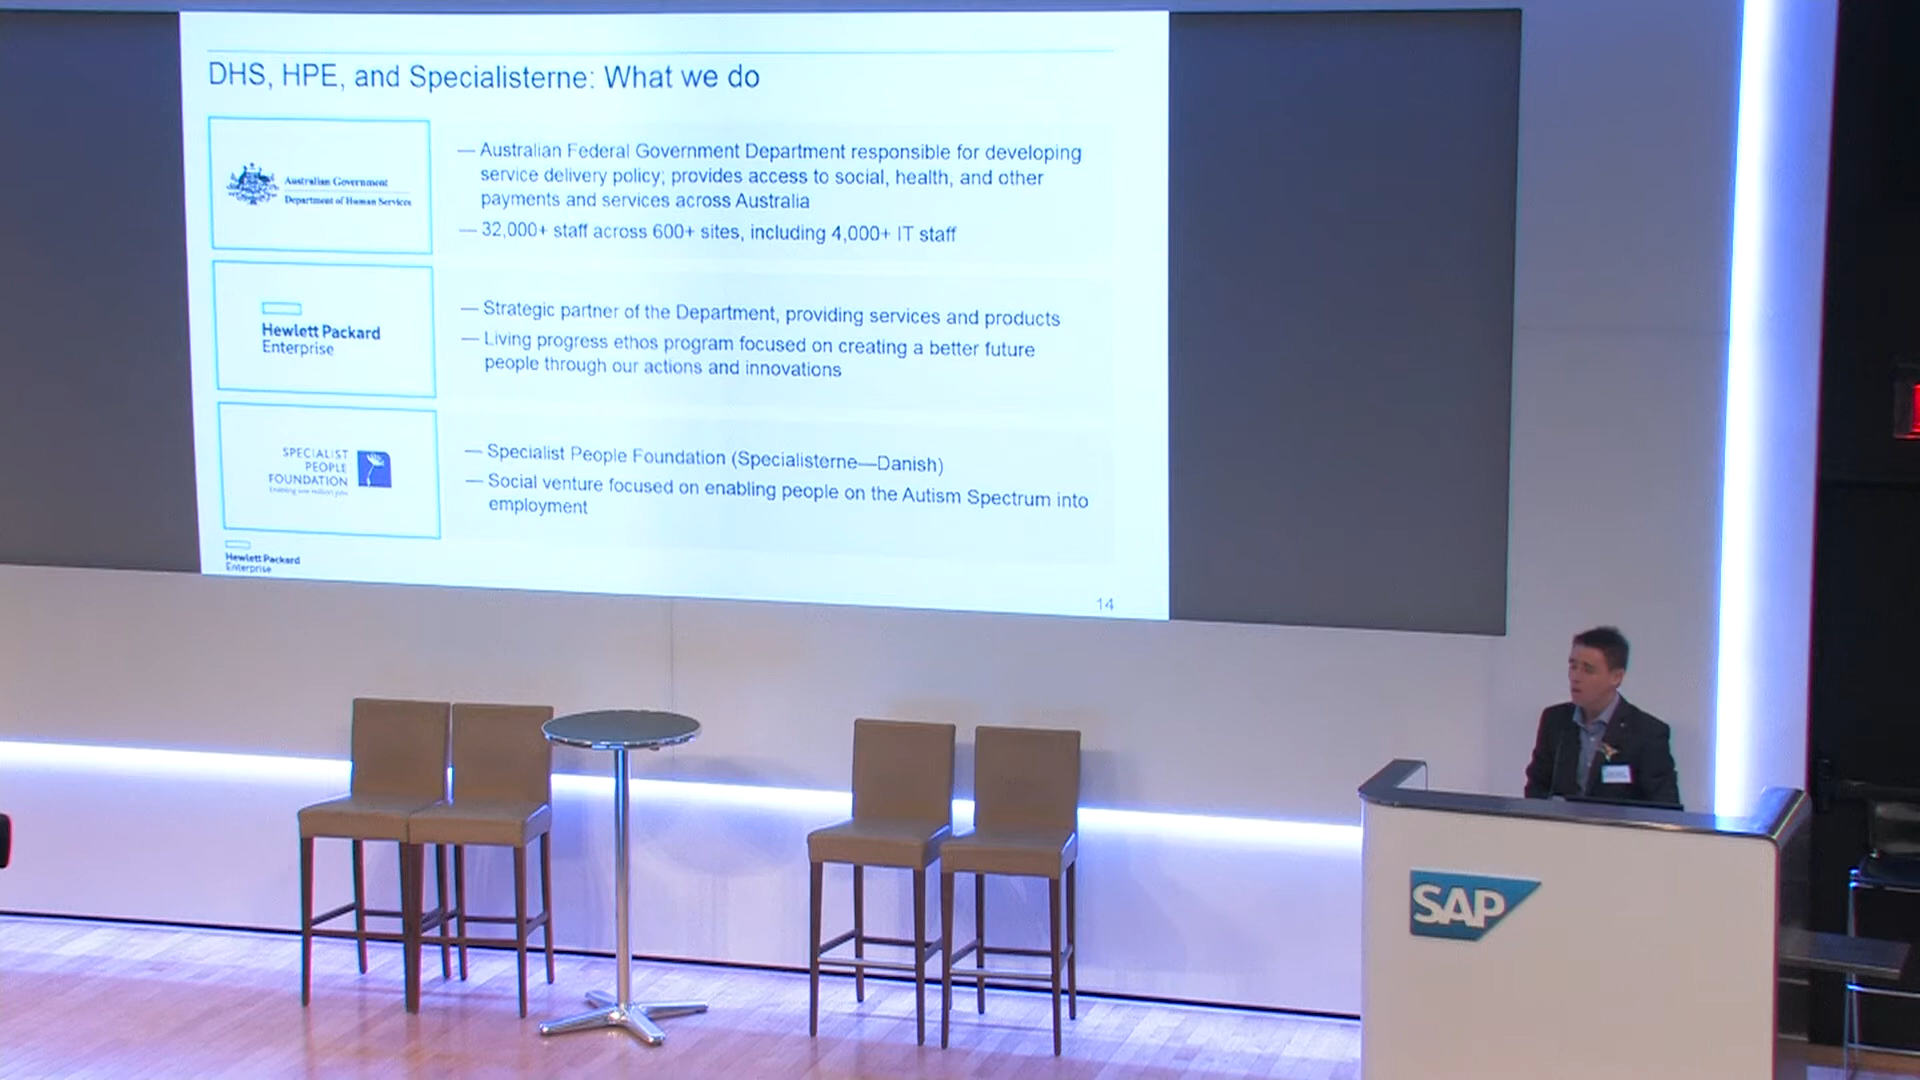 DHS, HPE, and Specialisterne: What we do
Australian Government
Department of Human Services
— Australian Federal Government Department responsible for developing
service delivery policy; provides access to social, health, and other
payments and services across Australia
— 32,000+ staff across 600+ sites, including 4,000+ IT staff
Hewlett Packard
Enterprise
— Strategic partner of the Department, providing services and products
— Living progress ethos program focused on creating a better future
people through our actions and innovations
SPECIALIST
PEOPLE
FOUNDATION
Enabling one million jobs
— Specialist People Foundation (Specialisterne—Danish)
— Social venture focused on enabling people on the Autism Spectrum into
employment
Hewlett Packard
Enterprise
14
SAP